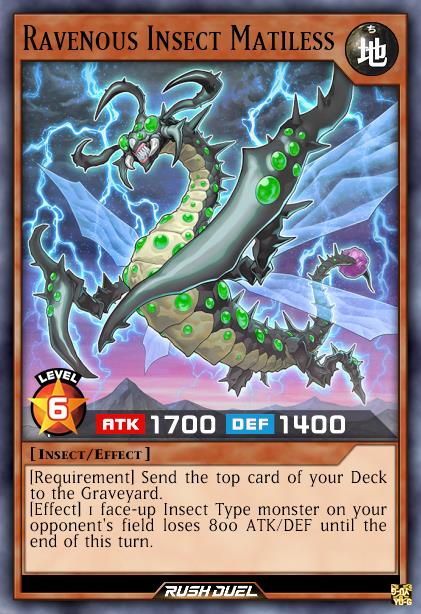 Ravenous Insect Matiless
ち
地
LEVEL
6
ATK 1700 DEF 1400
[Insect/Effect]
[Requirement] Send the top card of your Deck
to the Graveyard.
[Effect] 1 face-up Insect Type monster on your
opponent's field loses 800 ATK/DEF until the
end of this turn.
RUSH DUEL